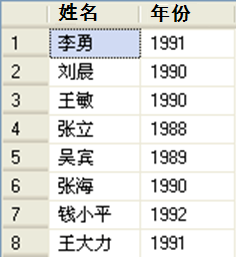 姓名 年份
1 李勇 1991
2 刘晨 1990
3 王敏 1990
4 张立 1988
5 吴宾 1989
6 张海 1990
7 钱小平 1992
8 王大力 1991